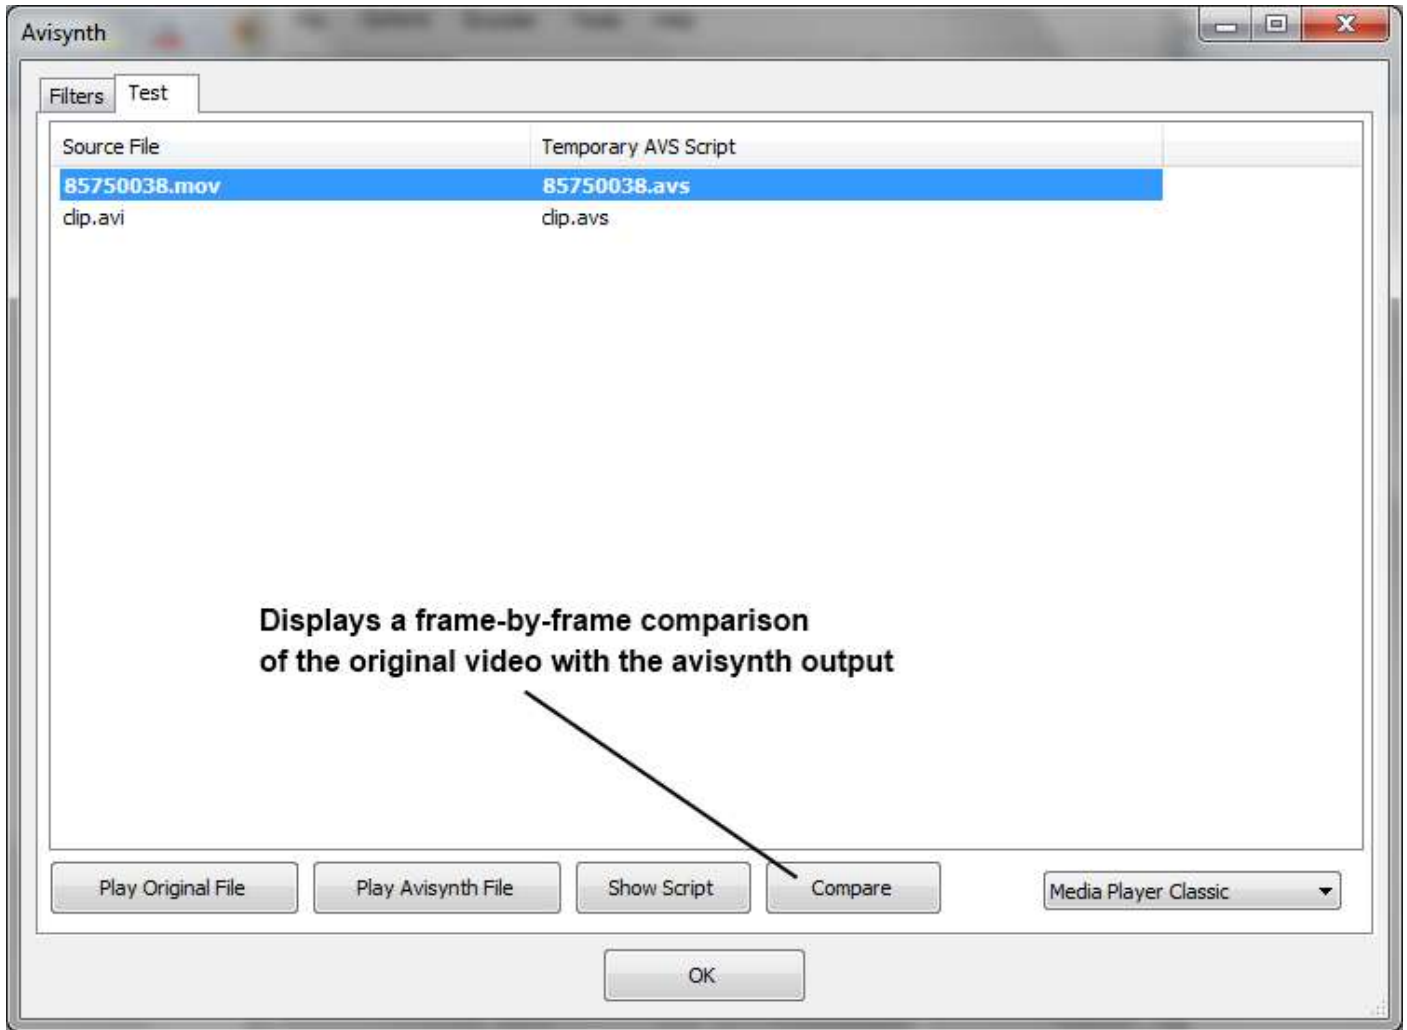 Avisynth
Filters Test
Source File Temporary AVS Script
85750038.mov 85750038.avs
clip.avi clip.avs
Displays a frame-by-frame comparison
of the original video with the avisynth output
Play Original File Play Avisynth File Show Script Compare Media Player Classic
OK